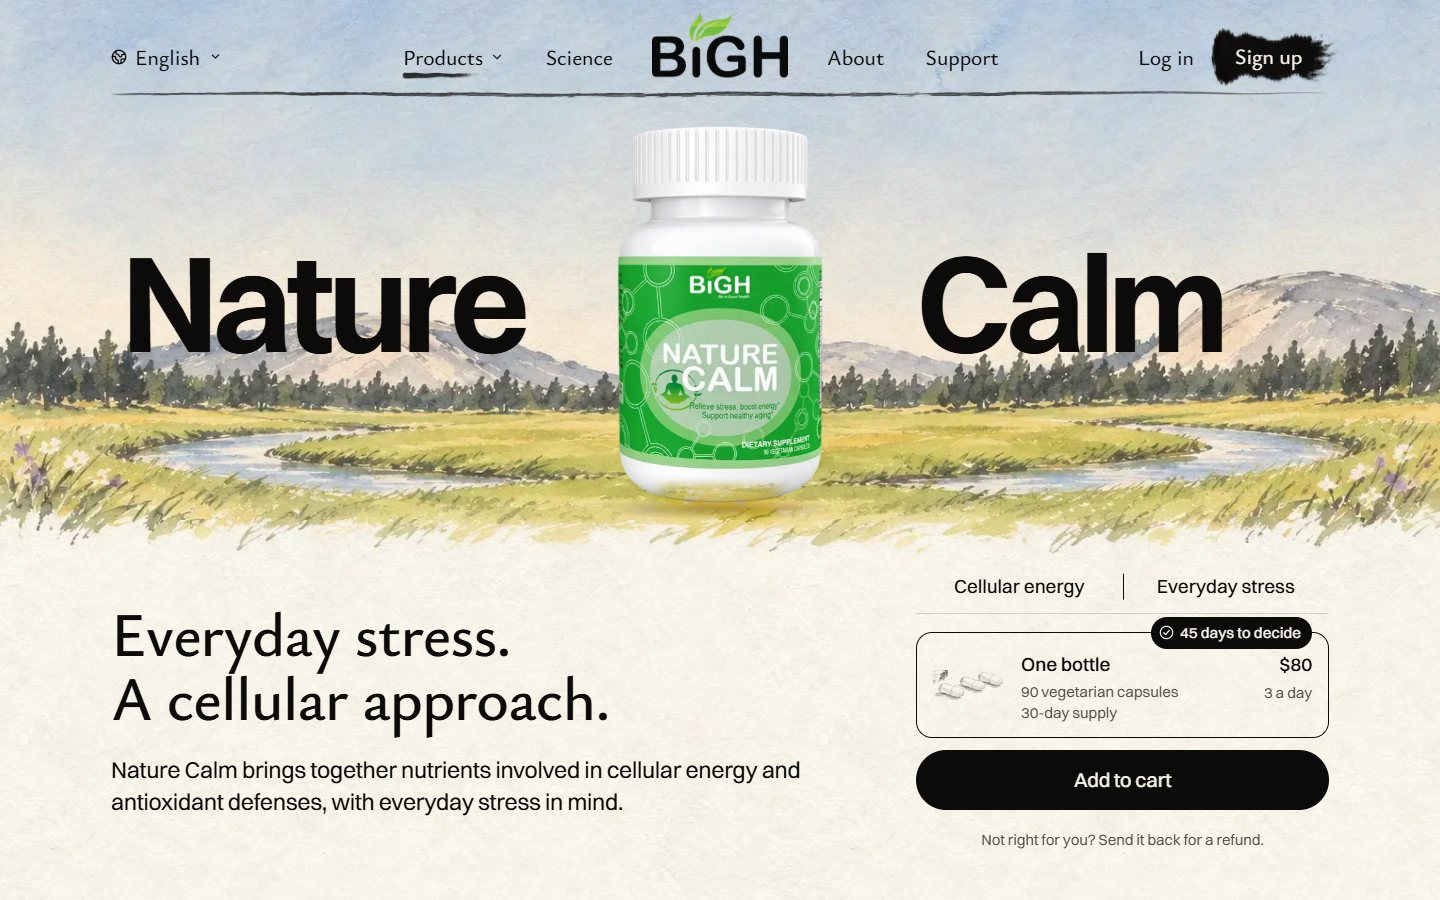 English
Products
Science
BiGH
About
Support
Log in
Sign up
Nature
Calm
BiGH
NATURE
CALM
Relieve stress, boost energy*
Support healthy aging*
DIETARY SUPPLEMENT
90 VEGETARIAN CAPSULES
Everyday stress.
A cellular approach.
Nature Calm brings together nutrients involved in cellular energy and
antioxidant defenses, with everyday stress in mind.
Cellular energy
Everyday stress
45 days to decide
One bottle
$80
90 vegetarian capsules
3 a day
30-day supply
Add to cart
Not right for you? Send it back for a refund.